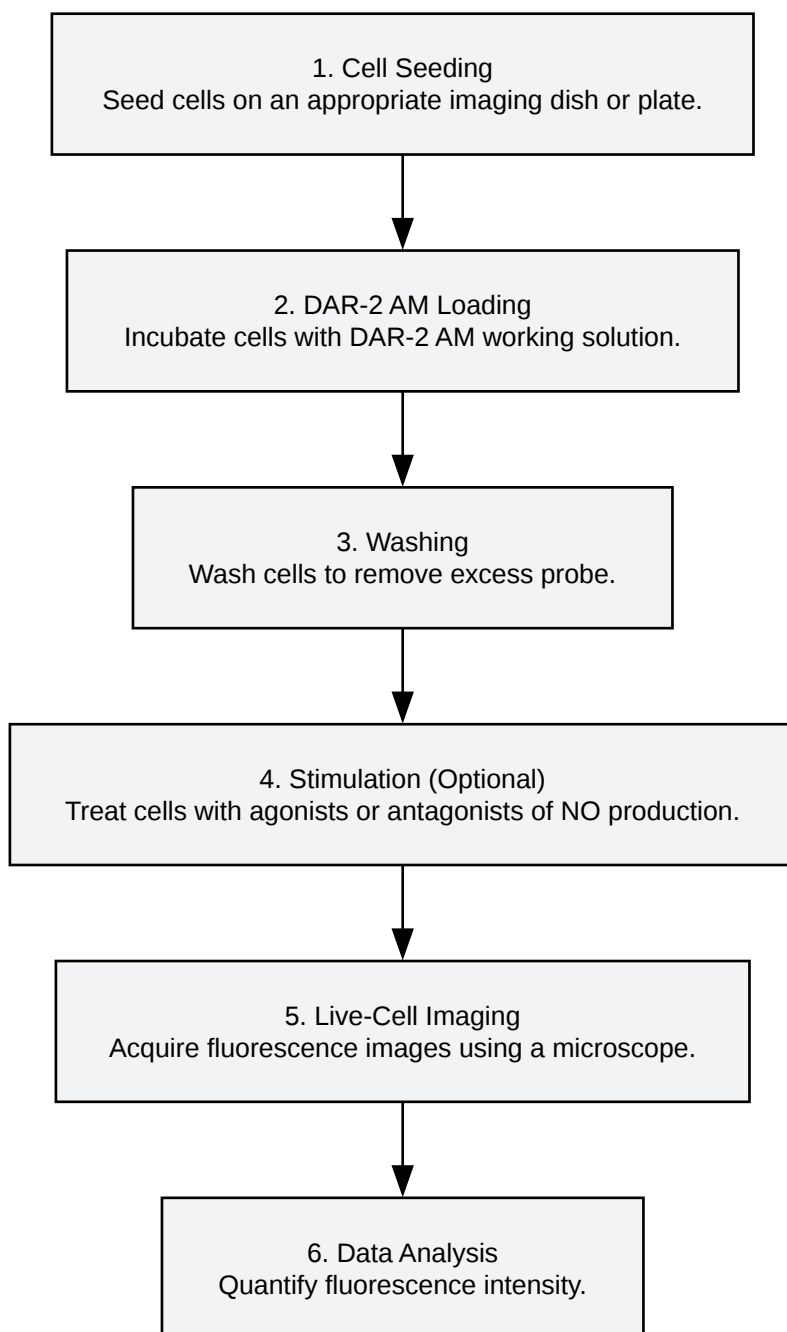 1. Cell Seeding
Seed cells on an appropriate imaging dish or plate.
2. DAR-2 AM Loading
Incubate cells with DAR-2 AM working solution.
3. Washing
Wash cells to remove excess probe.
4. Stimulation (Optional)
Treat cells with agonists or antagonists of NO production.
5. Live-Cell Imaging
Acquire fluorescence images using a microscope.
6. Data Analysis
Quantify fluorescence intensity.